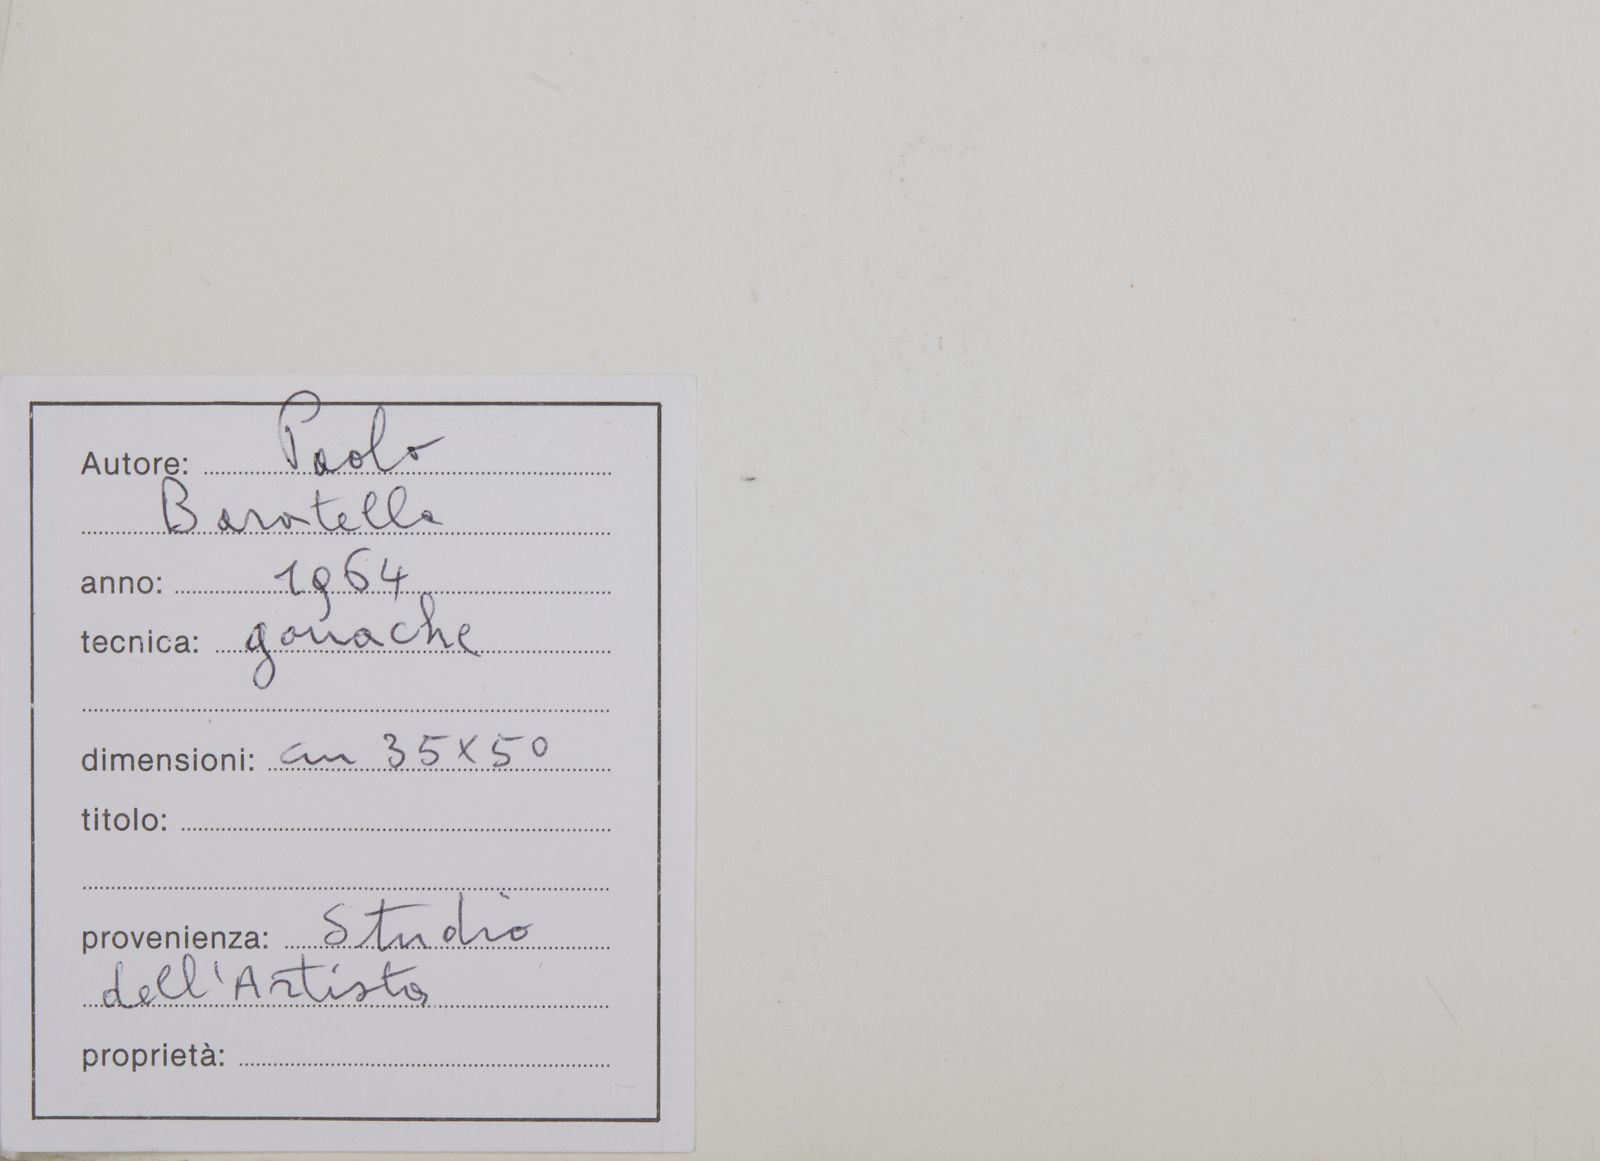 Autore: Paolo
Baratella
anno: 1964
tecnica: gouache
dimensioni: cm 35x50
titolo:
provenienza: Studio
dell'Artista
proprietà: